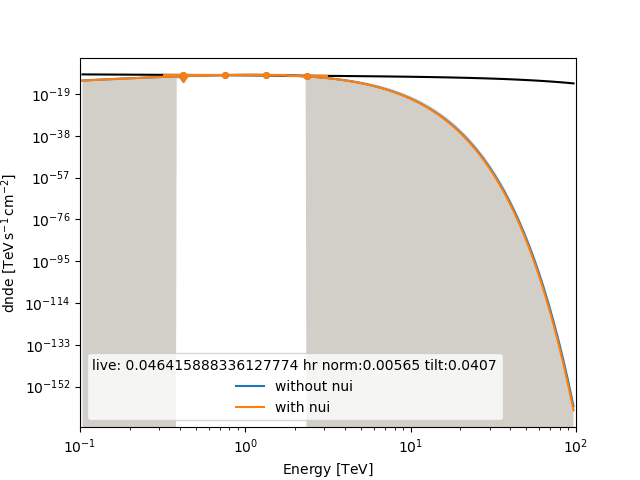 dnde [TeV s⁻¹ cm⁻²]
10⁻¹⁹
10⁻³⁸
10⁻⁵⁷
10⁻⁷⁶
10⁻⁹⁵
10⁻¹¹⁴
10⁻¹³³
10⁻¹⁵²
live: 0.046415888336127774 hr norm:0.00565 tilt:0.0407
without nui
with nui
10⁻¹ 10⁰ 10¹ 10²
Energy [TeV]